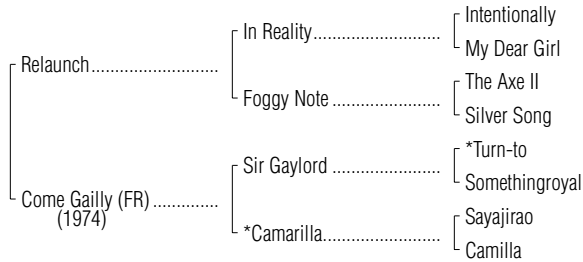 Relaunch............................
In Reality............................
Intentionally
My Dear Girl
Foggy Note ........................
The Axe II
Silver Song
Come Gailly (FR) ..............
(1974)
Sir Gaylord ........................
*Turn-to
Somethingroyal
*Camarilla..........................
Sayajirao
Camilla